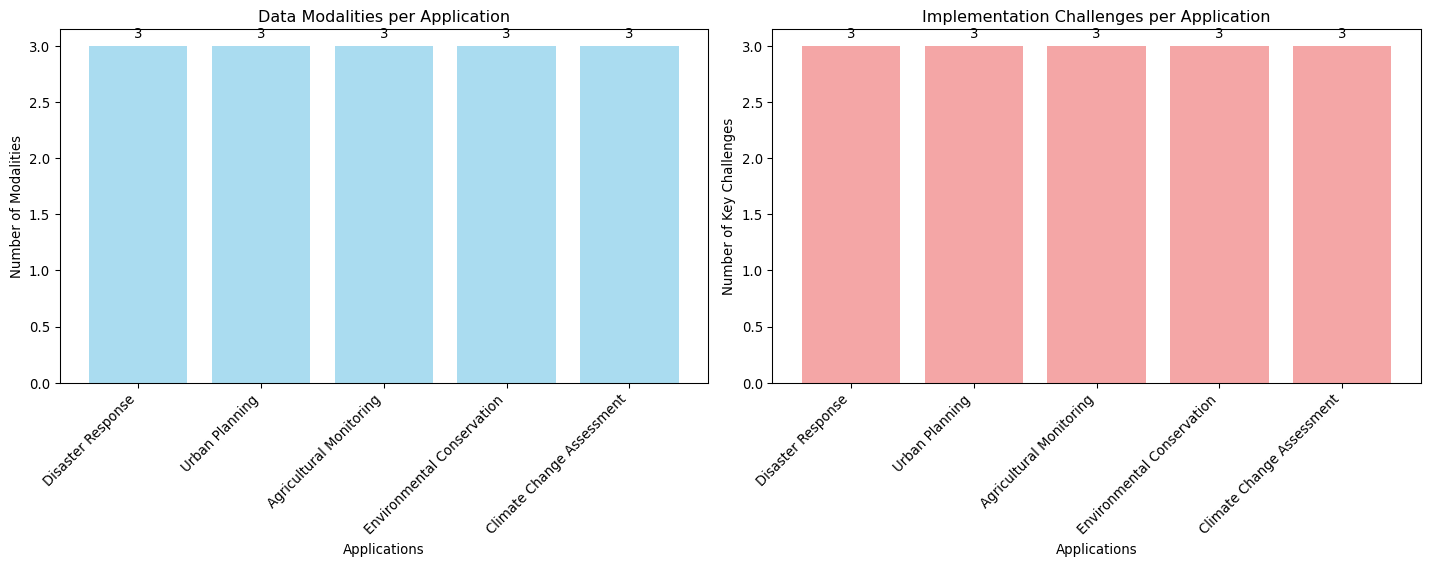 Data Modalities per Application
3 3 3 3 3
3.0
2.5
2.0
1.5
1.0
0.5
0.0
Number of Modalities
Disaster Response
Urban Planning
Agricultural Monitoring
Environmental Conservation
Climate Change Assessment
Applications
Implementation Challenges per Application
3 3 3 3 3
3.0
2.5
2.0
1.5
1.0
0.5
0.0
Number of Key Challenges
Disaster Response
Urban Planning
Agricultural Monitoring
Environmental Conservation
Climate Change Assessment
Applications